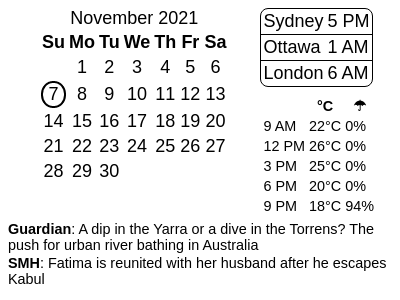 November 2021
Su Mo Tu We Th Fr Sa
1 2 3 4 5 6
7 8 9 10 11 12 13
14 15 16 17 18 19 20
21 22 23 24 25 26 27
28 29 30
Sydney 5 PM
Ottawa 1 AM
London 6 AM
°C ☂
9 AM 22°C 0%
12 PM 26°C 0%
3 PM 25°C 0%
6 PM 20°C 0%
9 PM 18°C 94%
Guardian: A dip in the Yarra or a dive in the Torrens? The
push for urban river bathing in Australia
SMH: Fatima is reunited with her husband after he escapes
Kabul